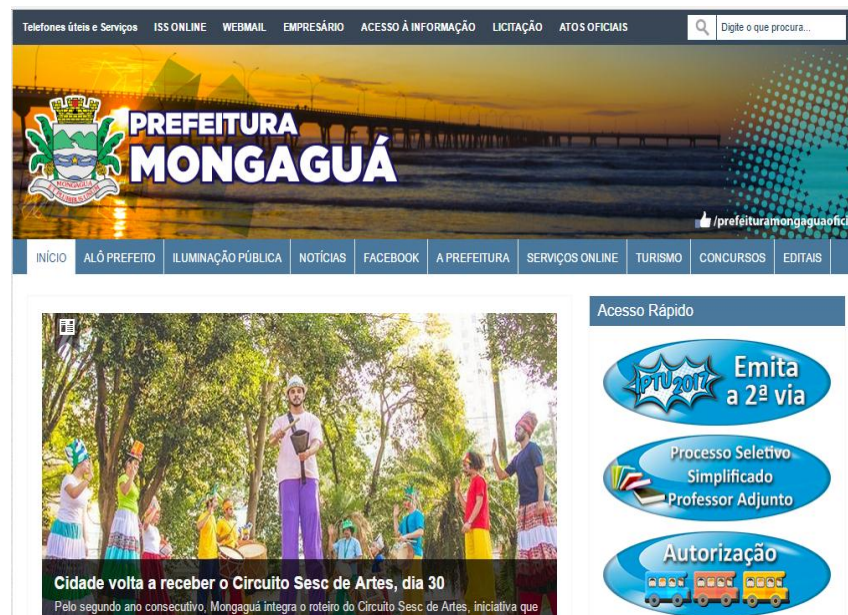 Telefones úteis e Serviços ISS ONLINE WEBMAIL EMPRESÁRIO ACESSO À INFORMAÇÃO LICITAÇÃO ATOS OFICIAIS Digite o que procura...
PREFEITURA
MONGAGUÁ
MONGAGUÁ
/prefeituramongaguaofici
INÍCIO ALÔ PREFEITO ILUMINAÇÃO PÚBLICA NOTÍCIAS FACEBOOK A PREFEITURA SERVIÇOS ONLINE TURISMO CONCURSOS EDITAIS
Acesso Rápido
IPTU 2017
Emita
a 2ª via
Processo Seletivo
Simplificado
Professor Adjunto
Autorização
Cidade volta a receber o Circuito Sesc de Artes, dia 30
Pelo segundo ano consecutivo, Mongaguá integra o roteiro do Circuito Sesc de Artes, iniciativa que